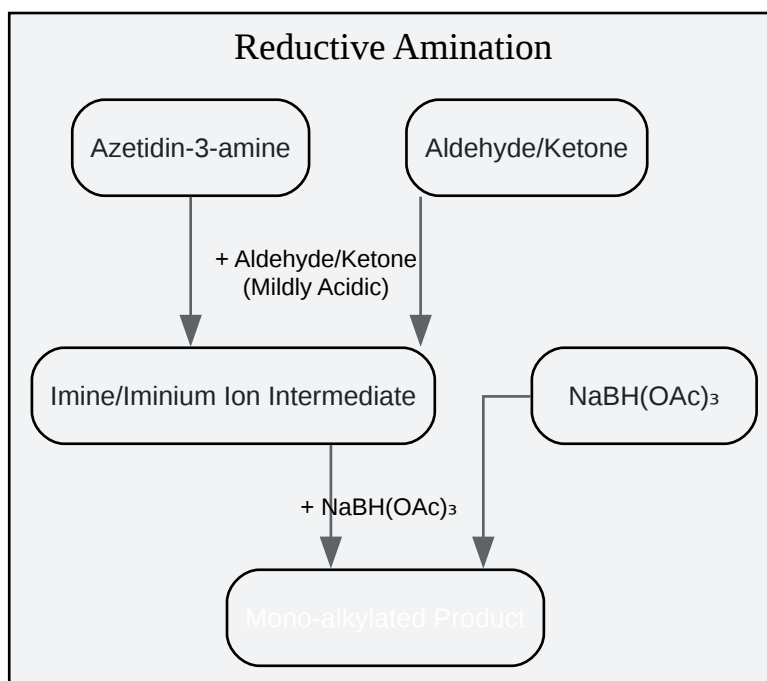 Reductive Amination
Azetidin-3-amine
Aldehyde/Ketone
+ Aldehyde/Ketone
(Mildly Acidic)
Imine/Iminium Ion Intermediate
NaBH(OAc)₃
+ NaBH(OAc)₃
Mono-alkylated Product